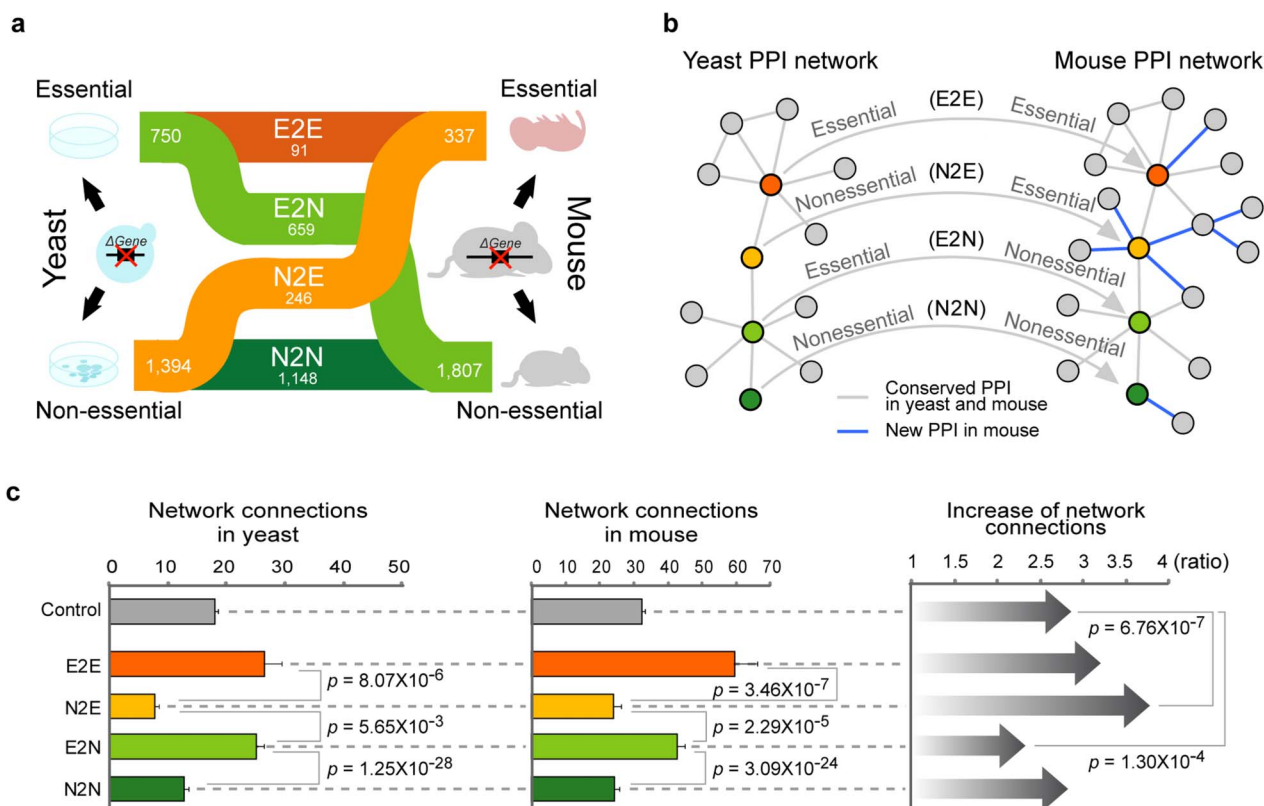 a
Essential
Essential
750
E2E
91
337
E2N
659
Yeast
ΔGene
ΔGene
Mouse
N2E
246
1,394
N2N
1,148
1,807
Non-essential
Non-essential
b
Yeast PPI network
Mouse PPI network
Essential
(E2E)
Essential
Nonessential
(N2E)
Essential
Essential
(E2N)
Nonessential
Nonessential
(N2N)
Nonessential
Conserved PPI
in yeast and mouse
New PPI in mouse
c
Network connections
in yeast
Network connections
in mouse
Increase of network
connections
0 10 20 30 40 50
0 10 20 30 40 50 60 70
1 1.5 2 2.5 3 3.5 4 (ratio)
Control
E2E
N2E
E2N
N2N
p = 8.07X10⁻⁶
p = 5.65X10⁻³
p = 1.25X10⁻²⁸
p = 3.46X10⁻⁷
p = 2.29X10⁻⁵
p = 3.09X10⁻²⁴
p = 6.76X10⁻⁷
p = 1.30X10⁻⁴